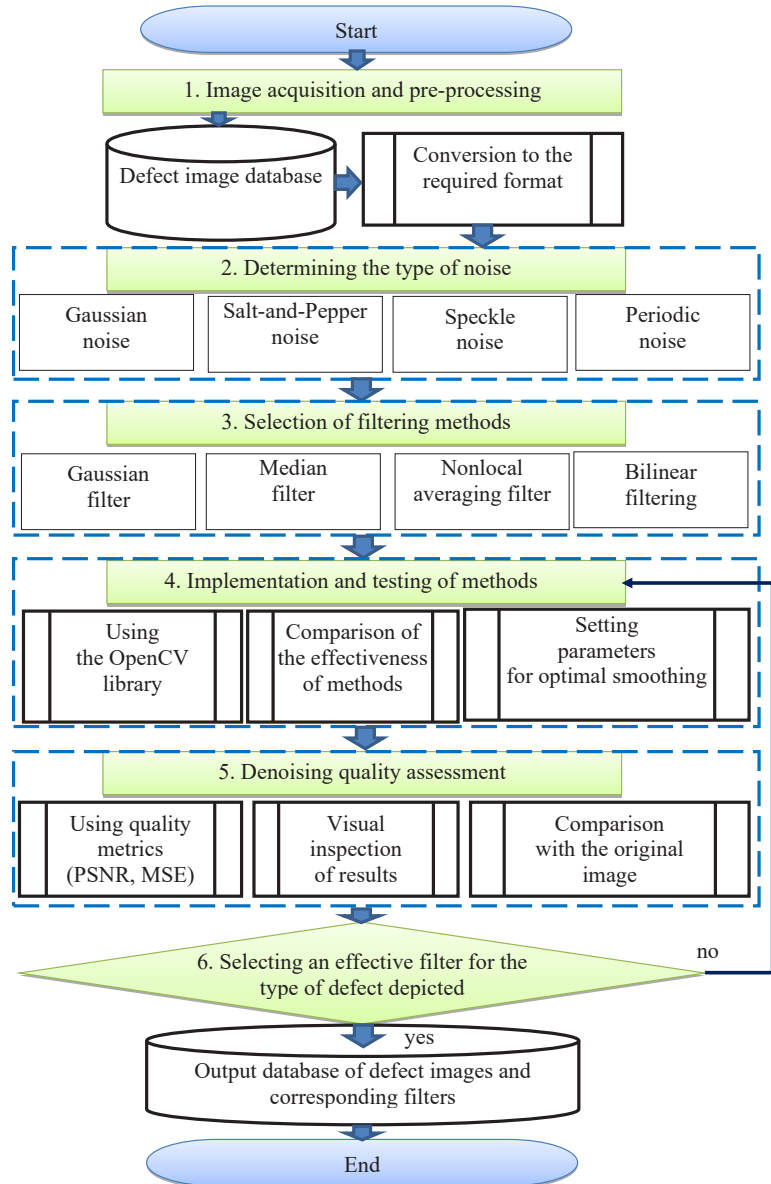 Start
1. Image acquisition and pre-processing
Defect image database
Conversion to the
required format
2. Determining the type of noise
Gaussian
noise
Salt-and-Pepper
noise
Speckle
noise
Periodic
noise
3. Selection of filtering methods
Gaussian
filter
Median
filter
Nonlocal
averaging filter
Bilinear
filtering
4. Implementation and testing of methods
Using
the OpenCV
library
Comparison of
the effectiveness
of methods
Setting
parameters
for optimal smoothing
5. Denoising quality assessment
Using quality
metrics
(PSNR, MSE)
Visual
inspection
of results
Comparison
with the original
image
6. Selecting an effective filter for the
type of defect depicted
no
yes
Output database of defect images and
corresponding filters
End